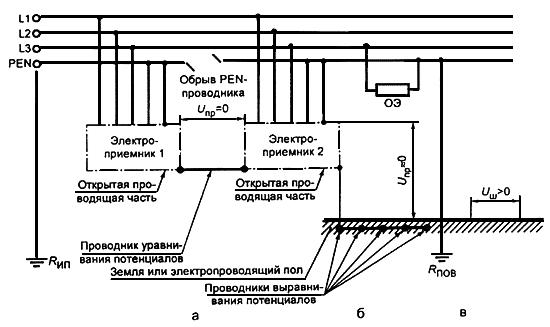 L1
L2
L3
PEN
Обрыв PEN-
проводника
ОЭ
Uпр=0
Электро-
приемник 1
Электро-
приемник 2
Uпр=0
Открытая про-
водящая часть
Открытая про-
водящая часть
Uш>0
Проводник уравни-
вания потенциалов
Земля или электропроводящий пол
RИП
Проводники выравни-
вания потенциалов
RПОВ
а
б
в